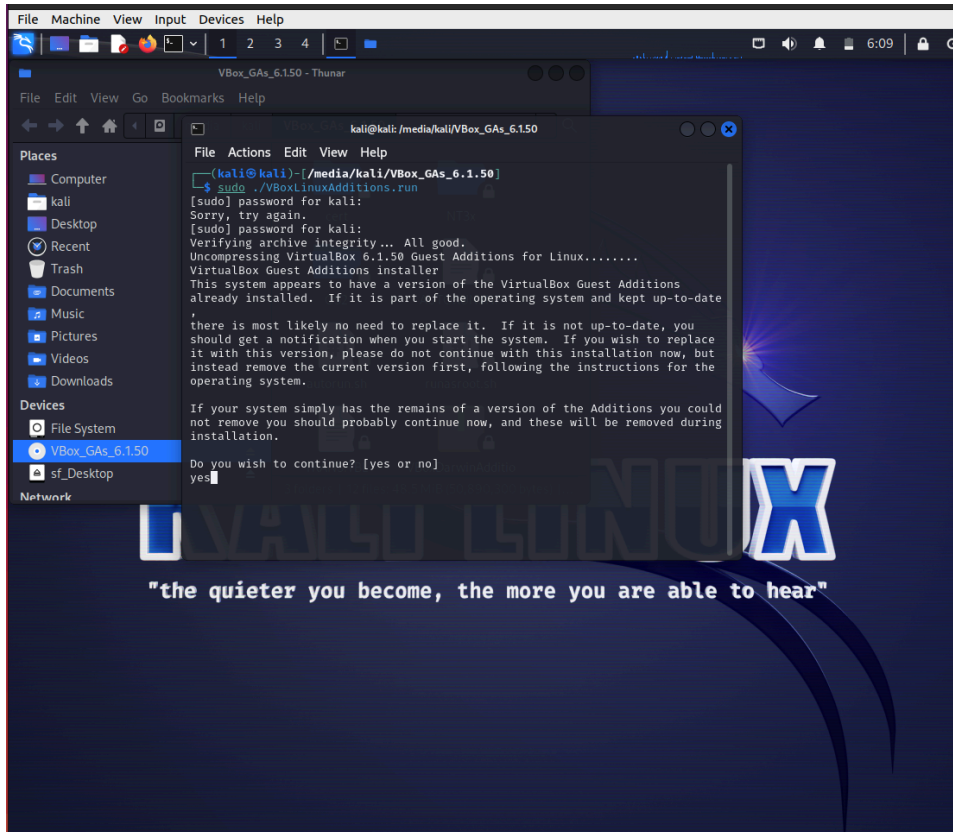 File Machine View Input Devices Help
1 2 3 4 6:09
VBox_GAs_6.1.50 - Thunar
File Edit View Go Bookmarks Help
Places
Computer
kali
Desktop
Recent
Trash
Documents
Music
Pictures
Videos
Downloads
Devices
File System
VBox_GAs_6.1.50
sf_Desktop
Network
kali@kali: /media/kali/VBox_GAs_6.1.50
File Actions Edit View Help
┌──(kali㉿kali)-[/media/kali/VBox_GAs_6.1.50]
└─$ sudo ./VBoxLinuxAdditions.run
[sudo] password for kali:
Sorry, try again.
[sudo] password for kali:
Verifying archive integrity... All good.
Uncompressing VirtualBox 6.1.50 Guest Additions for Linux........
VirtualBox Guest Additions installer
This system appears to have a version of the VirtualBox Guest Additions
already installed. If it is part of the operating system and kept up-to-date
,
there is most likely no need to replace it. If it is not up-to-date, you
should get a notification when you start the system. If you wish to replace
it with this version, please do not continue with this installation now, but
instead remove the current version first, following the instructions for the
operating system.
If your system simply has the remains of a version of the Additions you could
not remove you should probably continue now, and these will be removed during
installation.
Do you wish to continue? [yes or no]
yes
KALI LINUX
"the quieter you become, the more you are able to hear"